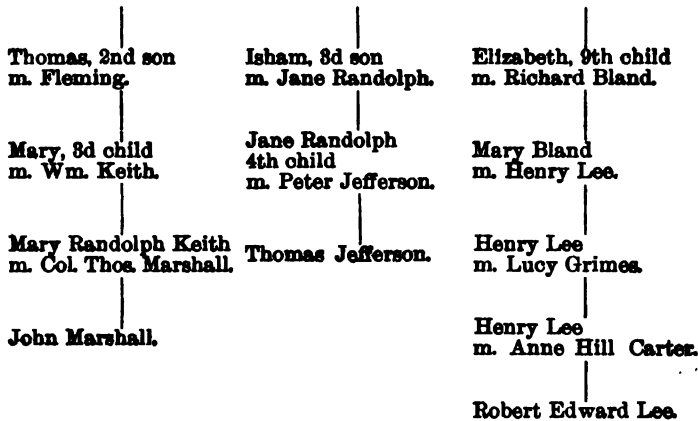 Thomas, 2nd son
m. Fleming.
Mary, 3d child
m. Wm. Keith.
Mary Randolph Keith
m. Col. Thos. Marshall.
John Marshall.
Isham, 3d son
m. Jane Randolph.
Jane Randolph
4th child
m. Peter Jefferson.
Thomas Jefferson.
Elizabeth, 9th child
m. Richard Bland.
Mary Bland
m. Henry Lee.
Henry Lee
m. Lucy Grimes.
Henry Lee
m. Anne Hill Carter.
Robert Edward Lee.